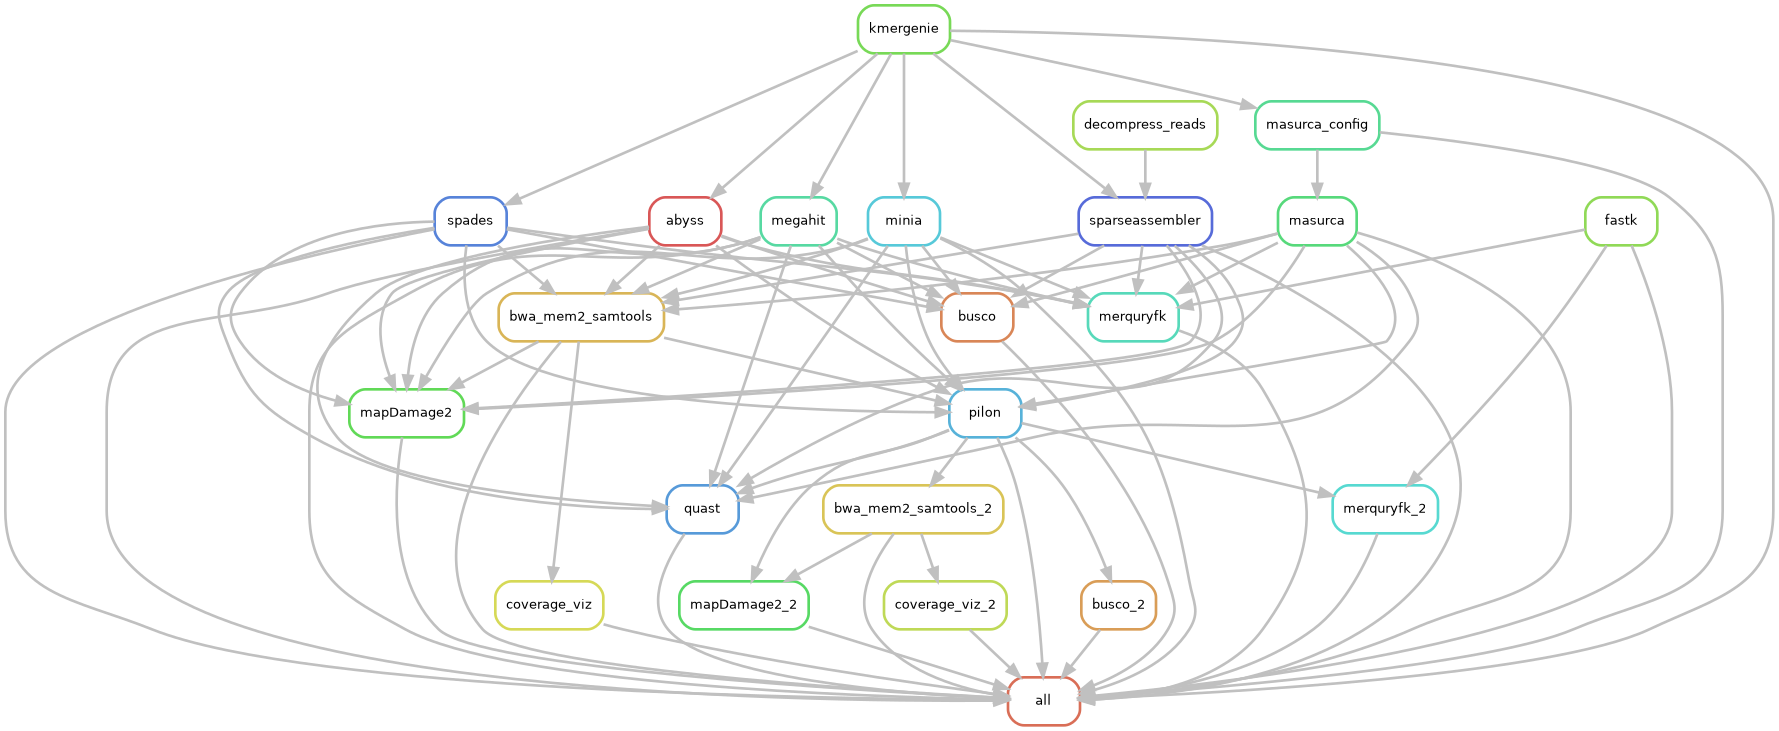 kmergenie
decompress_reads
masurca_config
spades
abyss
megahit
minia
sparseassembler
masurca
fastk
bwa_mem2_samtools
busco
merquryfk
mapDamage2
pilon
quast
bwa_mem2_samtools_2
merquryfk_2
coverage_viz
mapDamage2_2
coverage_viz_2
busco_2
all